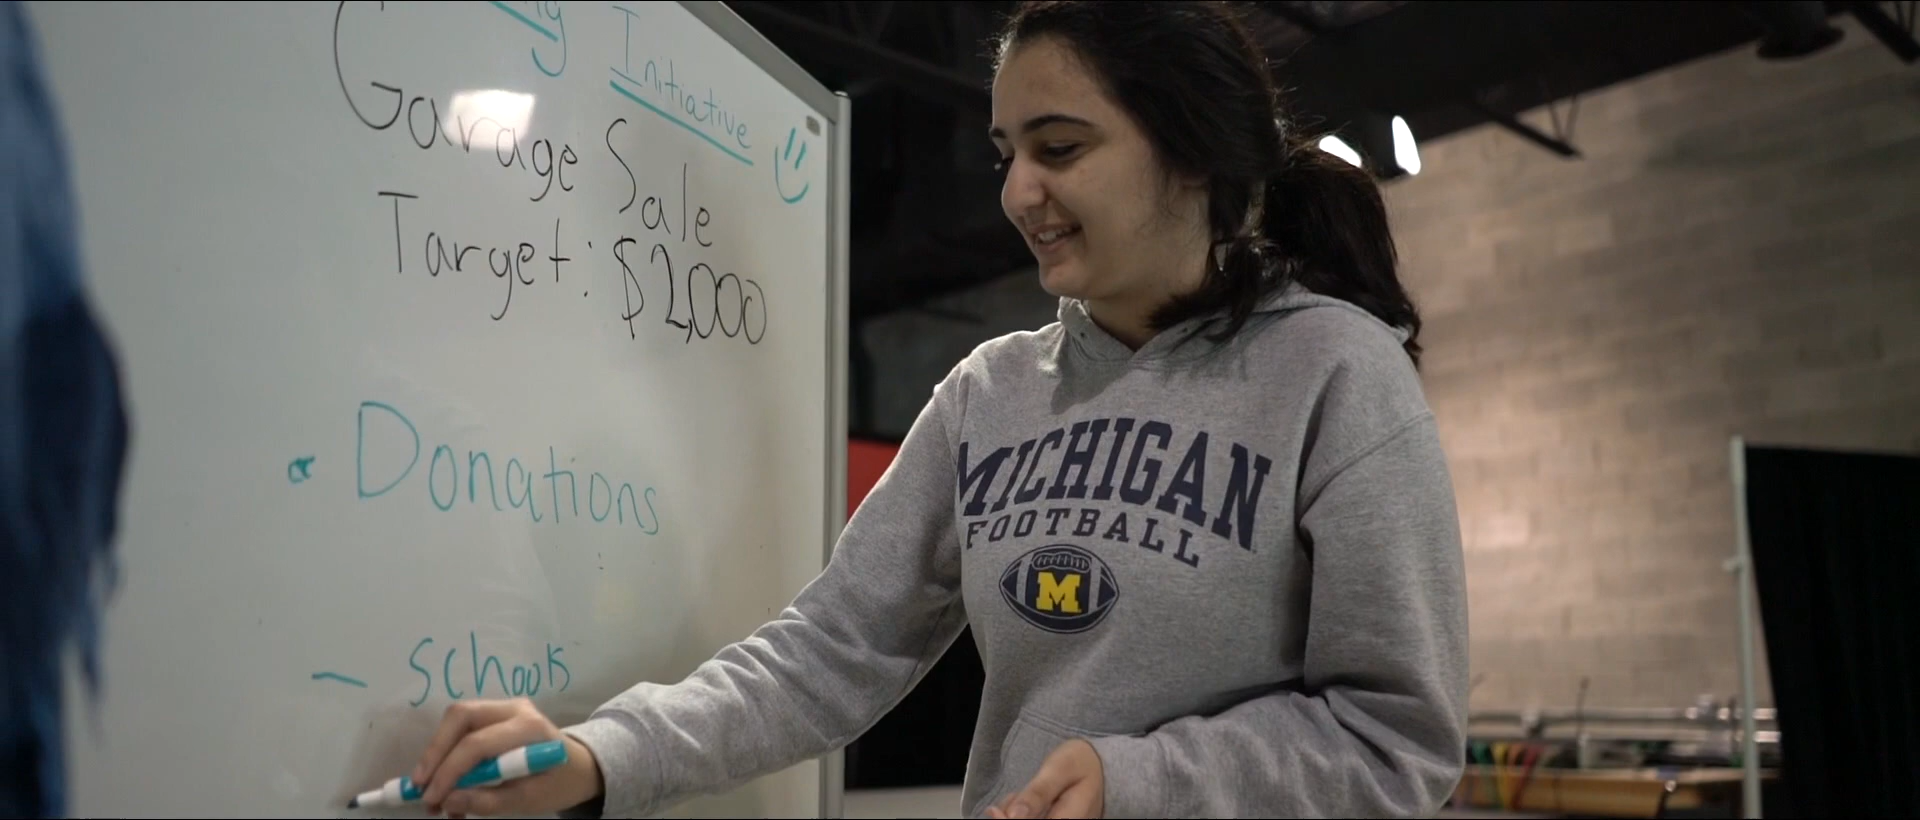 Initiative
Garage Sale
Target: $2,000
Donations
- Schools
MICHIGAN
FOOTBALL
M